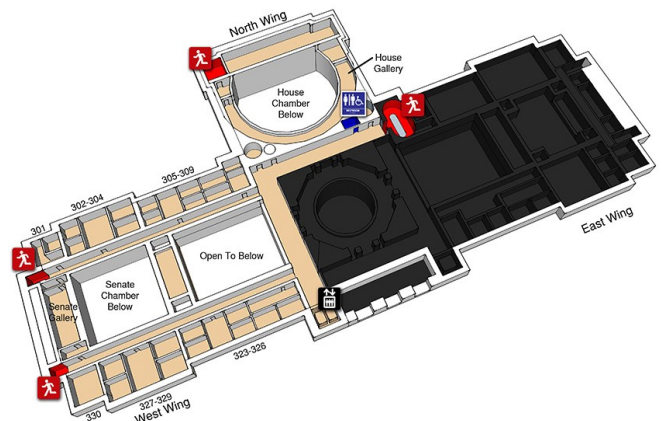 North Wing
House
Gallery
House
Chamber
Below
305-309
302-304
301
East Wing
Open To Below
Senate
Chamber
Below
Senate
Gallery
323-326
327-329
330
West Wing